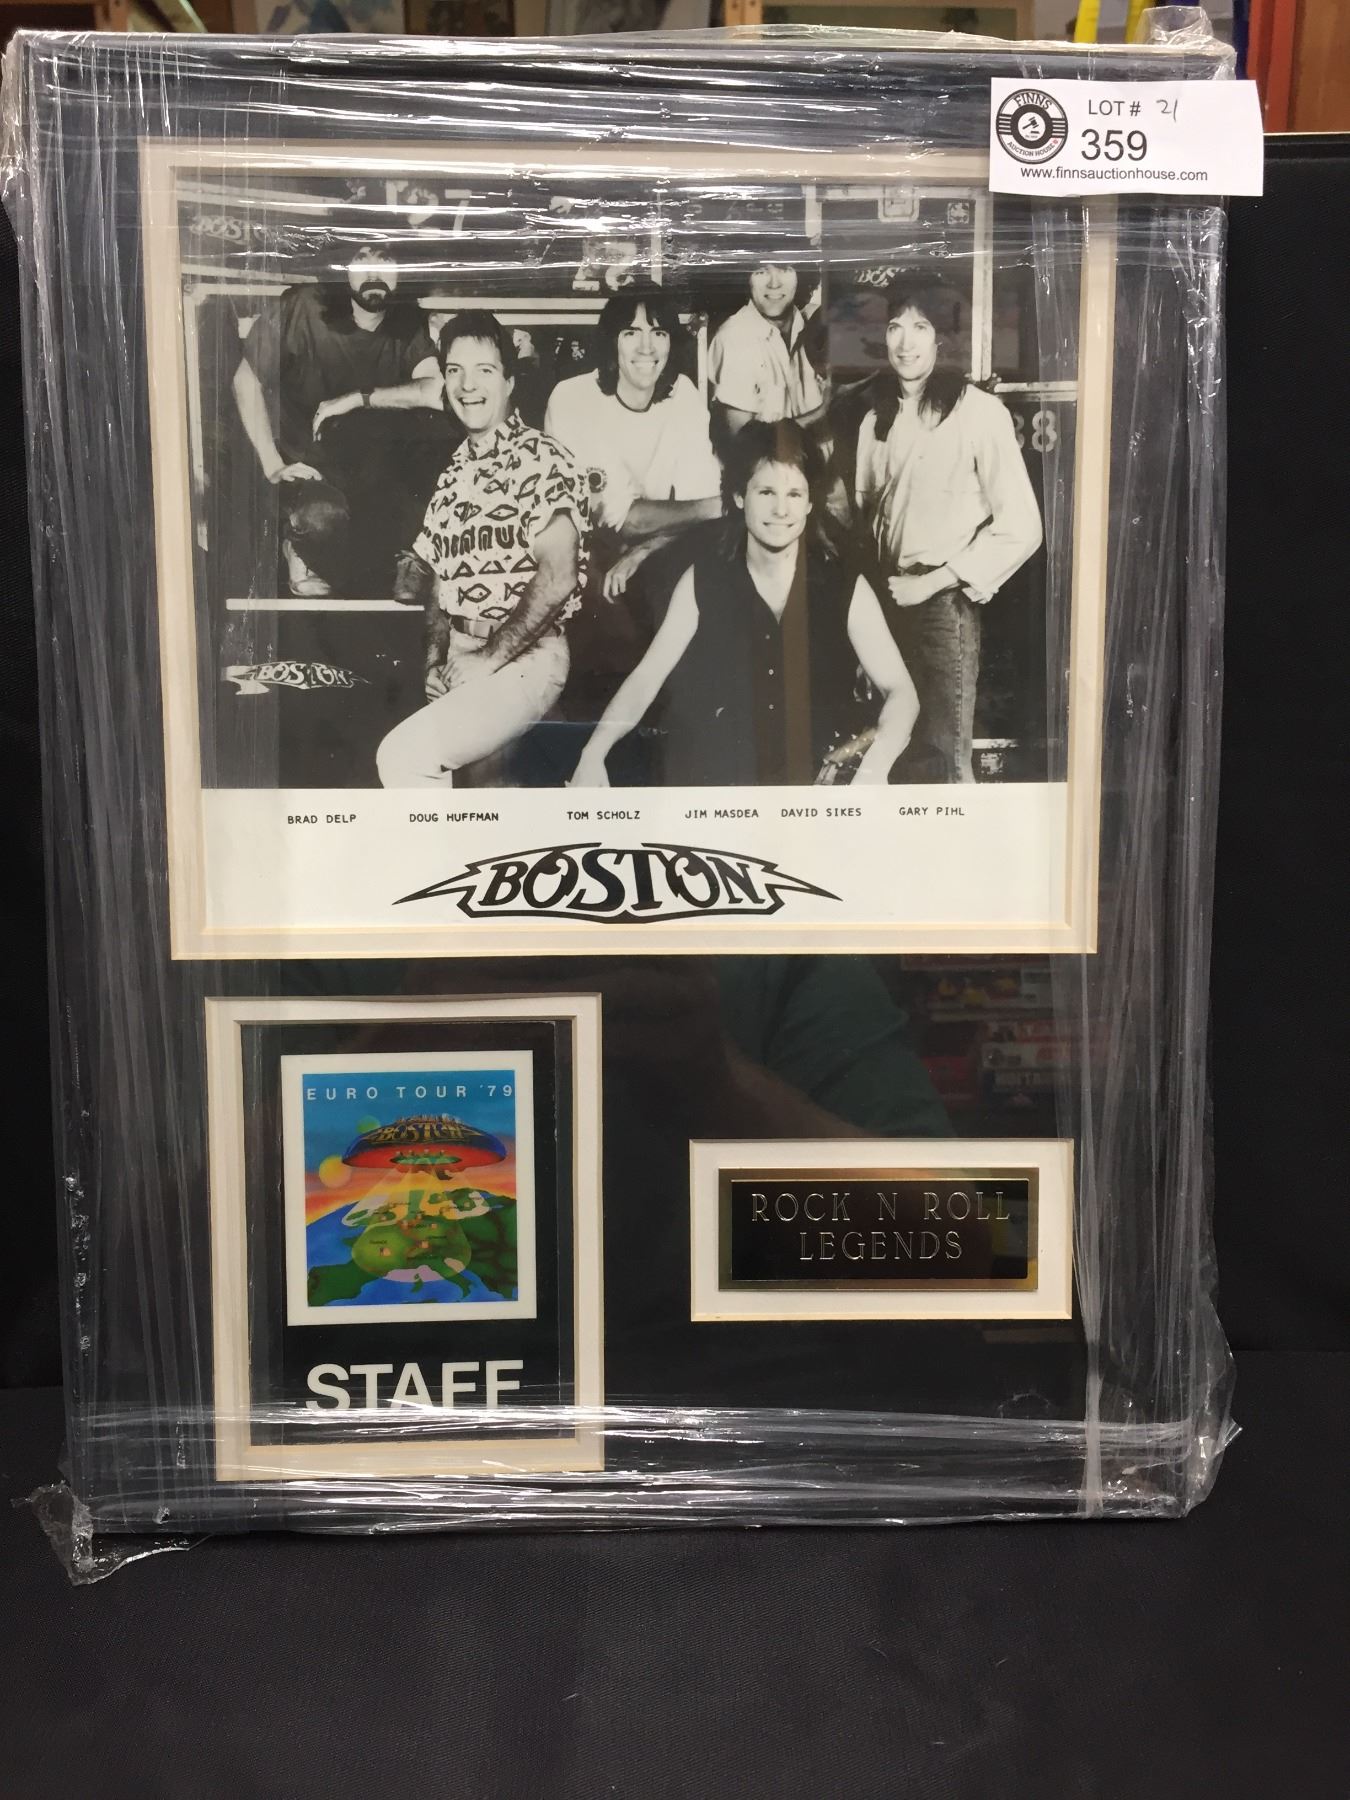 FINNS
AUCTION HOUSE
LOT # 21
359
www.finnsauctionhouse.com
BOSTON
BRAD DELP DOUG HUFFMAN TOM SCHOLZ JIM MASDEA DAVID SIKES GARY PIHL
BOSTON
EURO TOUR '79
BOSTON
STAFF
ROCK N ROLL
LEGENDS